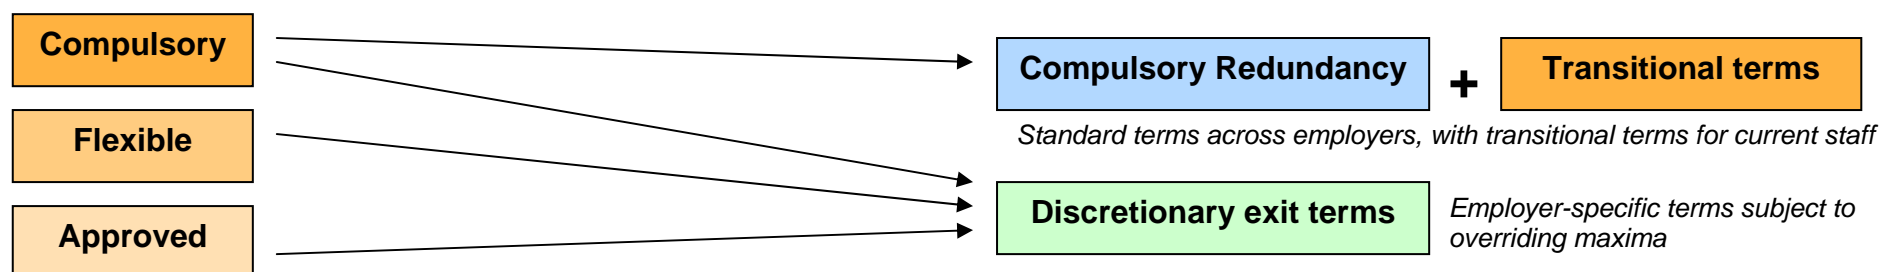 Compulsory
Flexible
Approved
Compulsory Redundancy + Transitional terms
Standard terms across employers, with transitional terms for current staff
Discretionary exit terms
Employer-specific terms subject to
overriding maxima